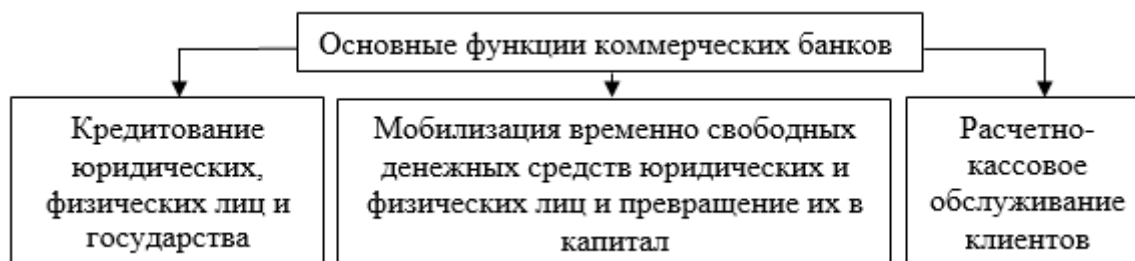 Основные функции коммерческих банков
Кредитование
юридических,
физических лиц и
государства
Мобилизация временно свободных
денежных средств юридических и
физических лиц и превращение их в
капитал
Расчетно-
кассовое
обслуживание
клиентов